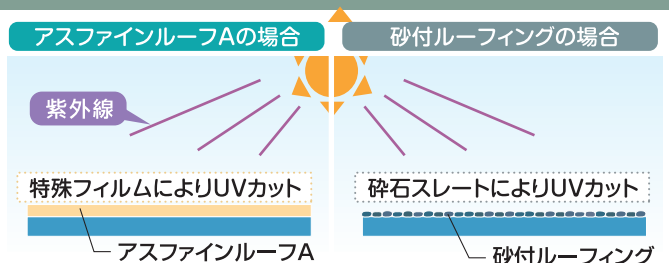 アスファインルーフAの場合
砂付ルーフィングの場合
紫外線
特殊フィルムによりUVカット
砕石スレートによりUVカット
アスファインルーフA
砂付ルーフィング